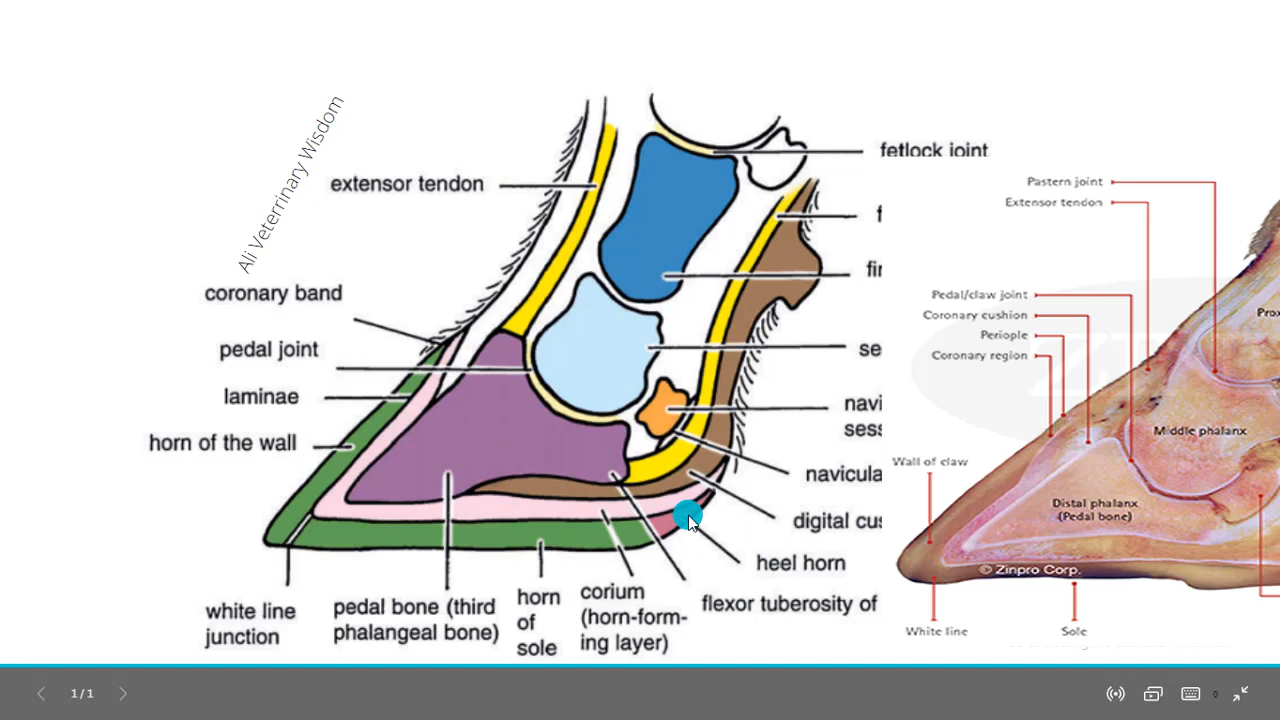 Ali Veterrinary Wisdom
extensor tendon
coronary band
pedal joint
laminae
horn of the wall
white line
junction
pedal bone (third
phalangeal bone)
horn
of
sole
corium
(horn-form-
ing layer)
fetlock joint
f
fir
se
navi
ses
navicula
digital cus
heel horn
flexor tuberosity of
Pastern joint
Extensor tendon
Pedal/claw joint
Coronary cushion
Periople
Coronary region
Wall of claw
Prox
Middle phalanx
Distal phalanx
(Pedal bone)
© Zinpro Corp.
White line
Sole
1/1
0